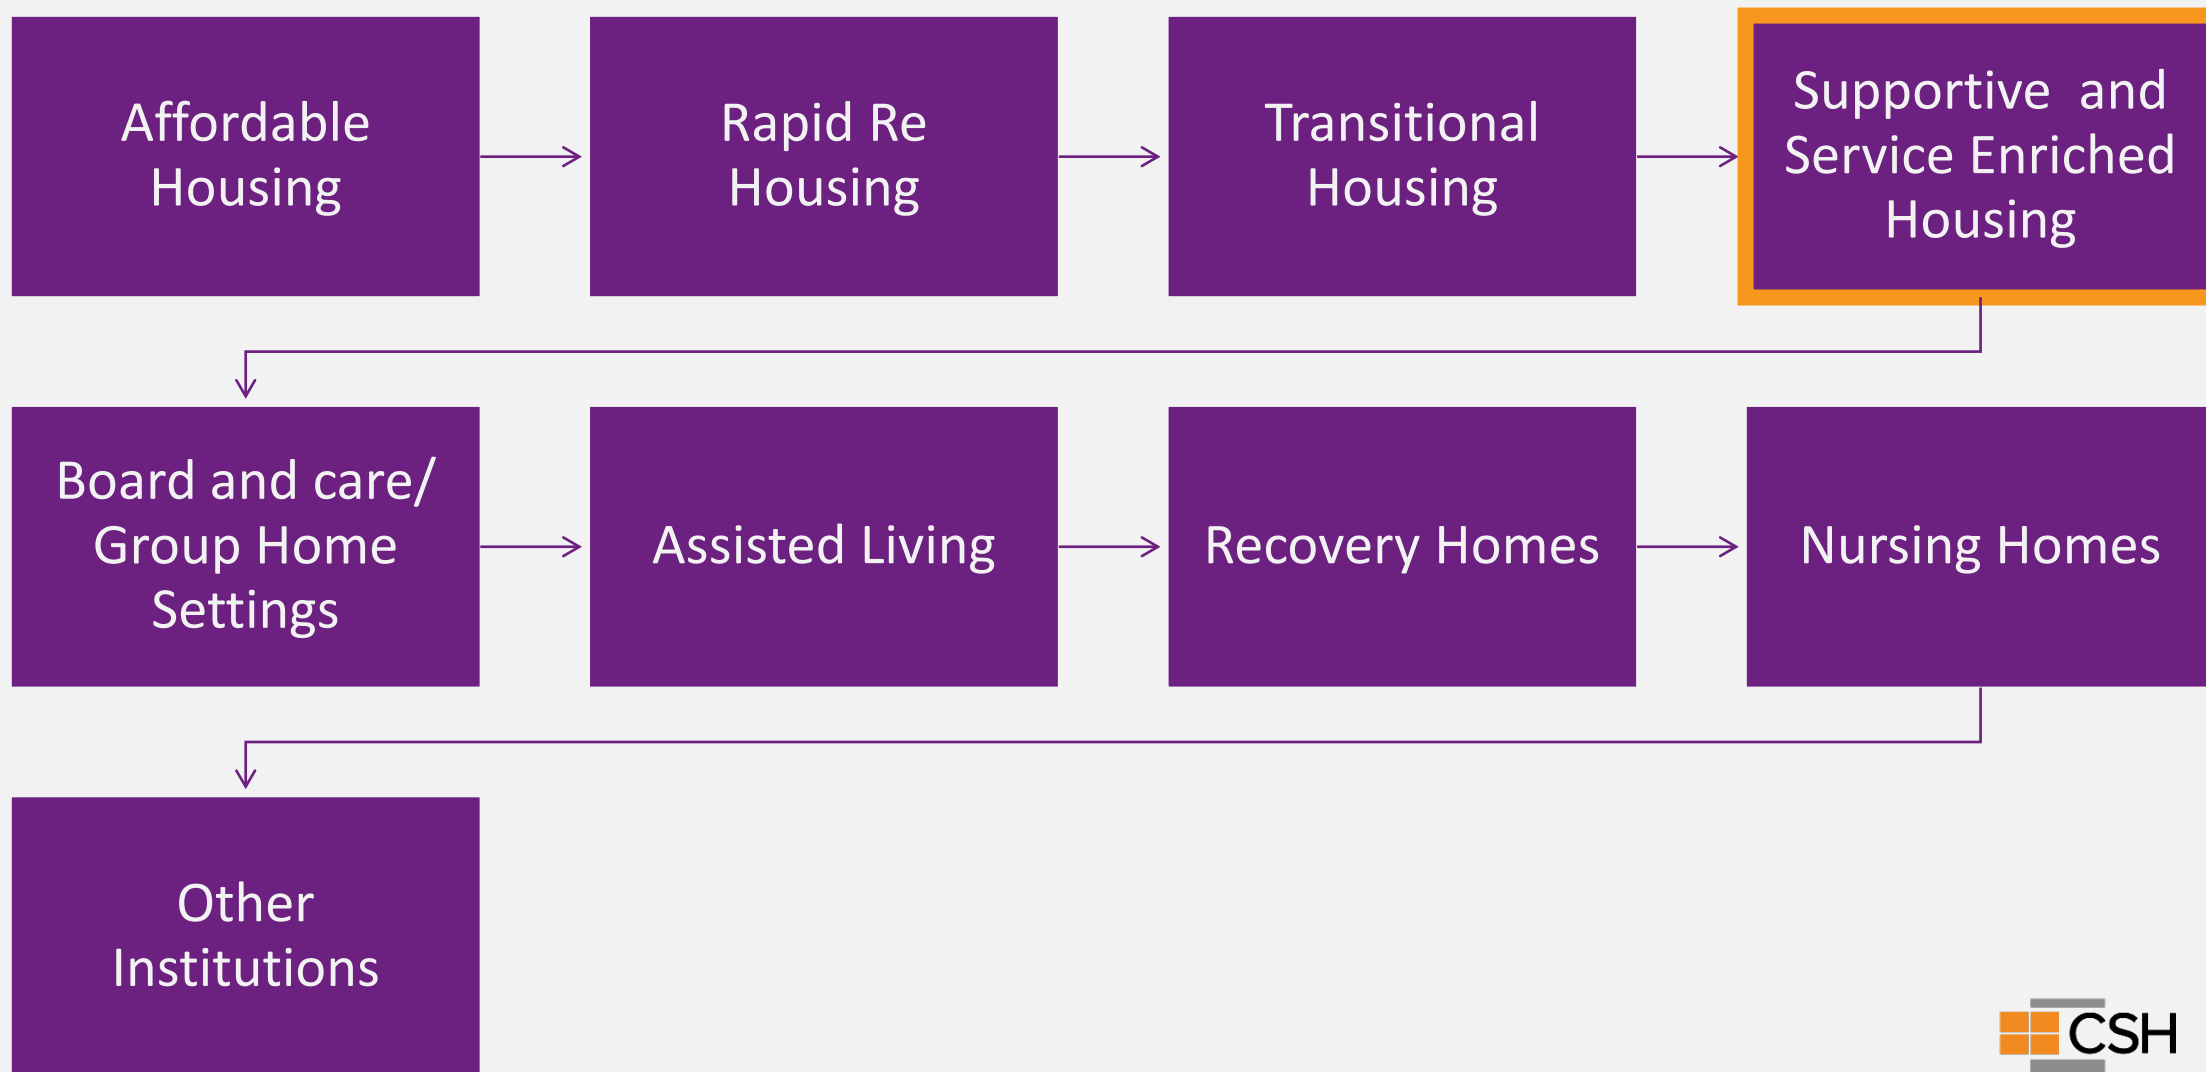 Affordable
Housing
Rapid Re
Housing
Transitional
Housing
Supportive and
Service Enriched
Housing
Board and care/
Group Home
Settings
Assisted Living
Recovery Homes
Nursing Homes
Other
Institutions
CSH